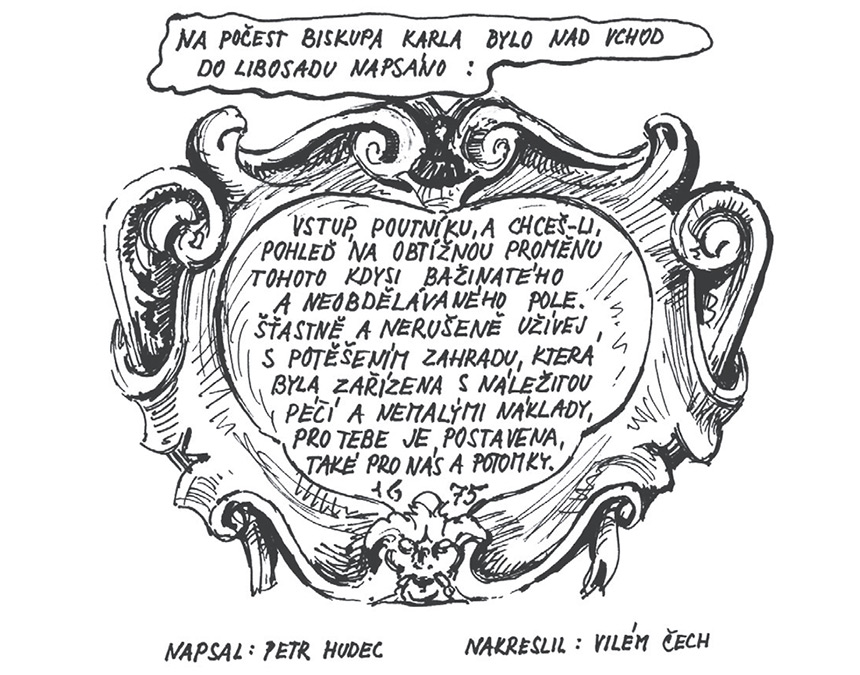 NA POČEST BISKUPA KARLA BYLO NAD VCHOD
DO LIBOSADU NAPSÁNO :
VSTUP, POUTNÍKU, A CHCEŠ-LI,
POHLEĎ NA OBTÍŽNOU PROMĚNU
TOHOTO KDYSI BAŽINATÉHO
A NEOBDĚLÁVANÉHO POLE.
ŠŤASTNĚ A NERUŠENĚ UŽÍVEJ,
S POTĚŠENÍM ZAHRADU, KTERÁ
BYLA ZAŘÍZENA S NÁLEŽITOU
PÉČÍ A NEMALÝMI NÁKLADY,
PRO TEBE JE POSTAVENA,
TAKÉ PRO NÁS A POTOMKY.
16 75
NAPSAL : PETR HUDEC
NAKRESLIL : VILÉM ČECH